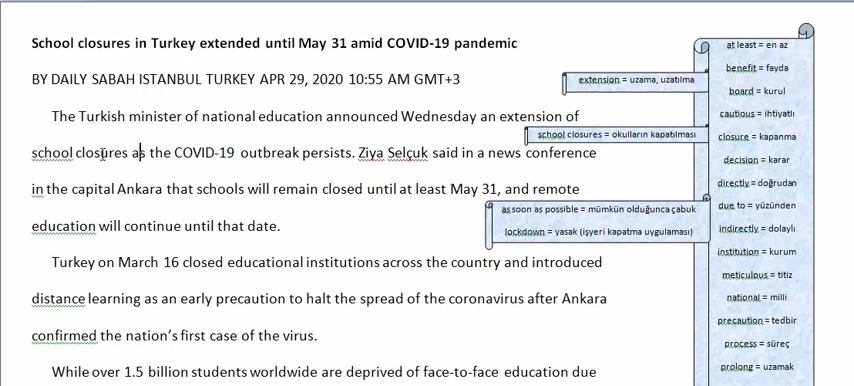 School closures in Turkey extended until May 31 amid COVID-19 pandemic
BY DAILY SABAH ISTANBUL TURKEY APR 29, 2020 10:55 AM GMT+3
The Turkish minister of national education announced Wednesday an extension of
school closures as the COVID-19 outbreak persists. Ziya Selçuk said in a news conference
in the capital Ankara that schools will remain closed until at least May 31, and remote
education will continue until that date.
Turkey on March 16 closed educational institutions across the country and introduced
distance learning as an early precaution to halt the spread of the coronavirus after Ankara
confirmed the nation's first case of the virus.
While over 1.5 billion students worldwide are deprived of face-to-face education due
extension = uzama, uzatılma
school closures = okulların kapatılması
as soon as possible = mümkün olduğunca çabuk
lockdown = yasak (işyeri kapatma uygulaması)
at least = en az
benefit = fayda
board = kurul
cautious = ihtiyatlı
closure = kapanma
decision = karar
directly = doğrudan
due to = yüzünden
indirectly = dolaylı
institution = kurum
meticulous = titiz
national = milli
precaution = tedbir
process = süreç
prolong = uzamak